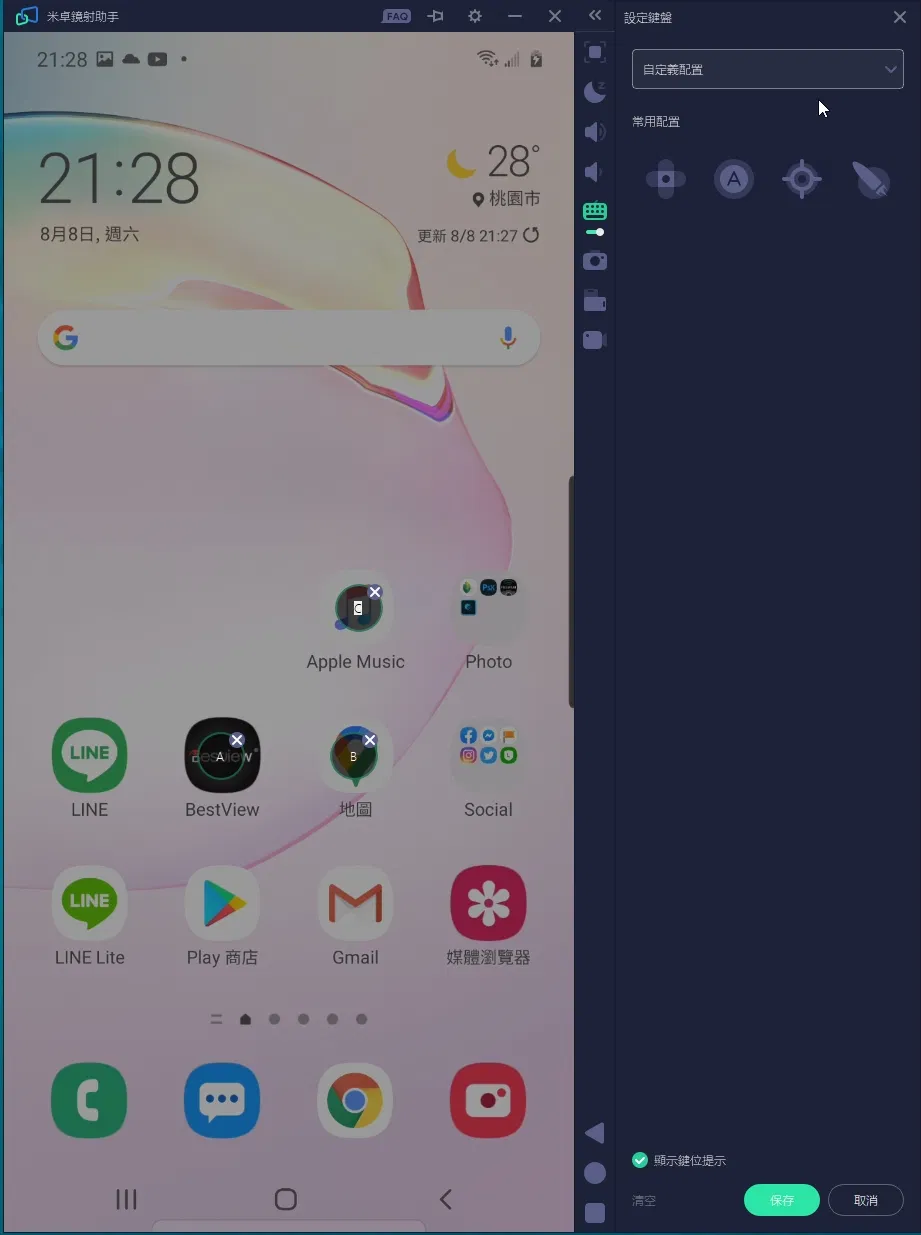 米卓鏡射助手
FAQ
設定鍵盤
自定義配置
常用配置
A
21:28
21:28
28°
桃園市
8月8日, 週六
更新 8/8 21:27
C
Apple Music
Photo
LINE
BestView
A
B
LINE
BestView
地圖
Social
LINE
LINE Lite
Play 商店
Gmail
媒體瀏覽器
顯示鍵位提示
清空
保存
取消